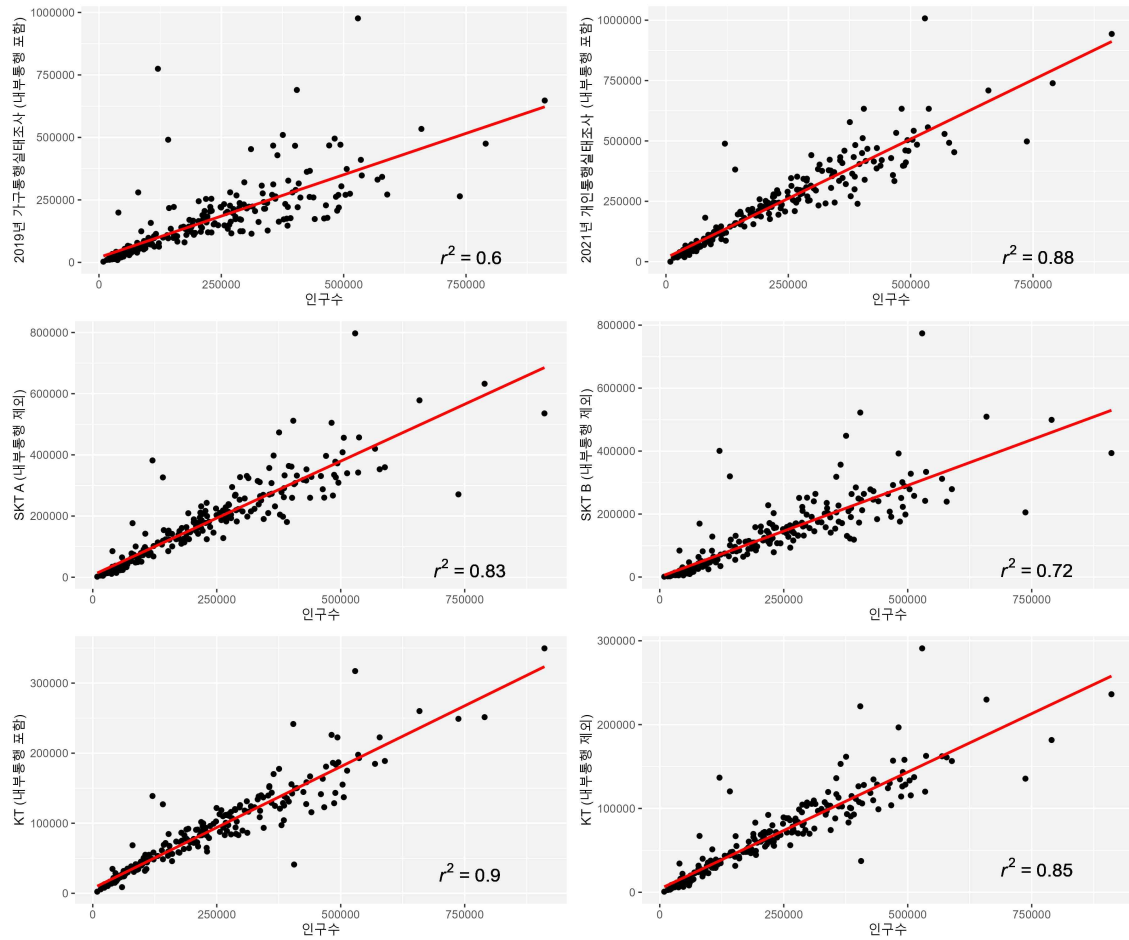 2019년 가구통행실태조사 (내부통행 포함)
1000000
750000
500000
250000
0
r² = 0.6
0 250000 500000 750000
인구수
2021년 개인통행실태조사 (내부통행 포함)
1000000
750000
500000
250000
0
r² = 0.88
0 250000 500000 750000
인구수
SKT A (내부통행 제외)
800000
600000
400000
200000
0
r² = 0.83
0 250000 500000 750000
인구수
SKT B (내부통행 제외)
800000
600000
400000
200000
0
r² = 0.72
0 250000 500000 750000
인구수
KT (내부통행 포함)
300000
200000
100000
0
r² = 0.9
0 250000 500000 750000
인구수
KT (내부통행 제외)
300000
200000
100000
0
r² = 0.85
0 250000 500000 750000
인구수